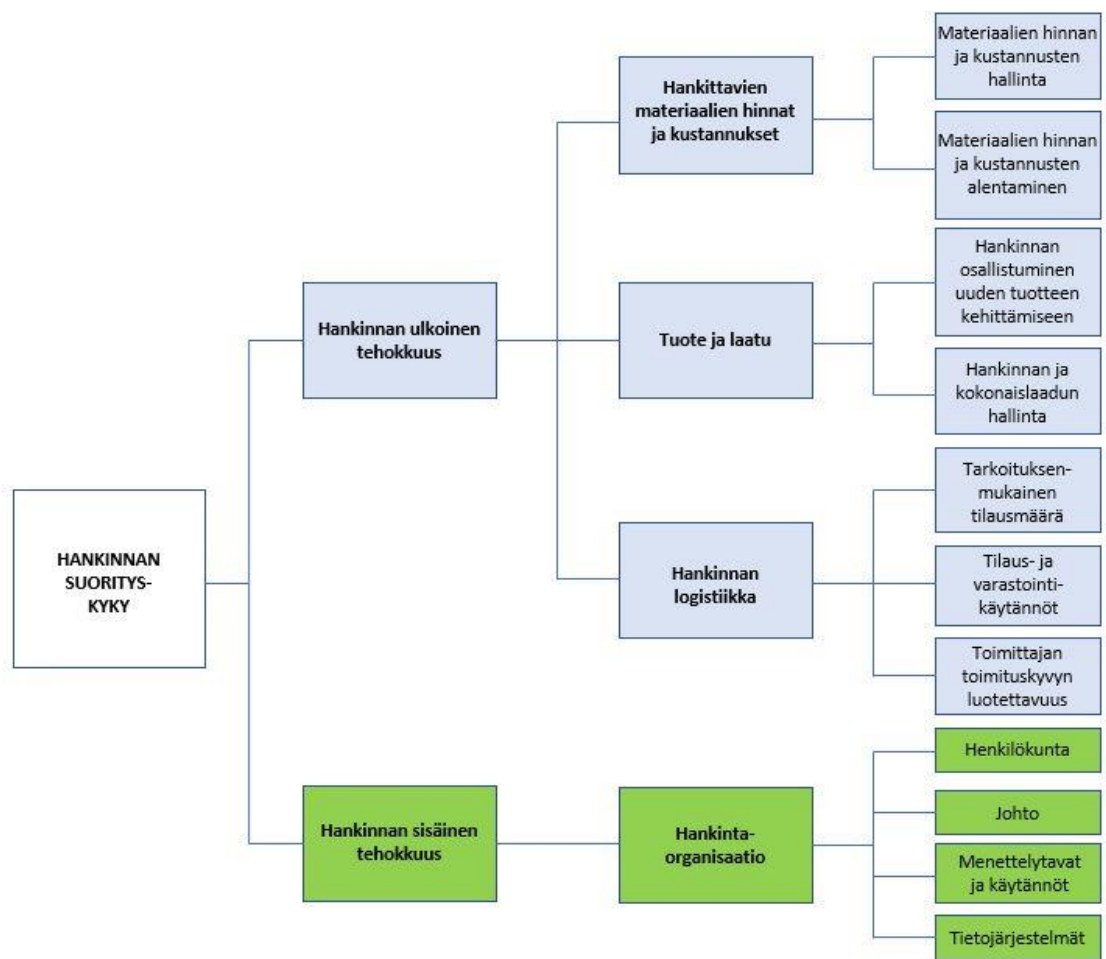 Materiaalien hinnan
ja kustannusten
hallinta
Hankittavien
materiaalien hinnat
ja kustannukset
Materiaalien hinnan
ja kustannusten
alentaminen
Hankinnan
osallistuminen
uuden tuotteen
kehittämiseen
Hankinnan ulkoinen
tehokkuus
Tuote ja laatu
Hankinnan ja
kokonaislaadun
hallinta
Tarkoituksen-
mukainen
tilausmäärä
HANKINNAN
SUORITYS-
KYKY
Hankinnan
logistiikka
Tilaus- ja
varastointi-
käytännöt
Toimittajan
toimituskyvyn
luotettavuus
Henkilökunta
Hankinnan sisäinen
tehokkuus
Hankinta-
organisaatio
Johto
Menettelytavat
ja käytännöt
Tietojärjestelmät